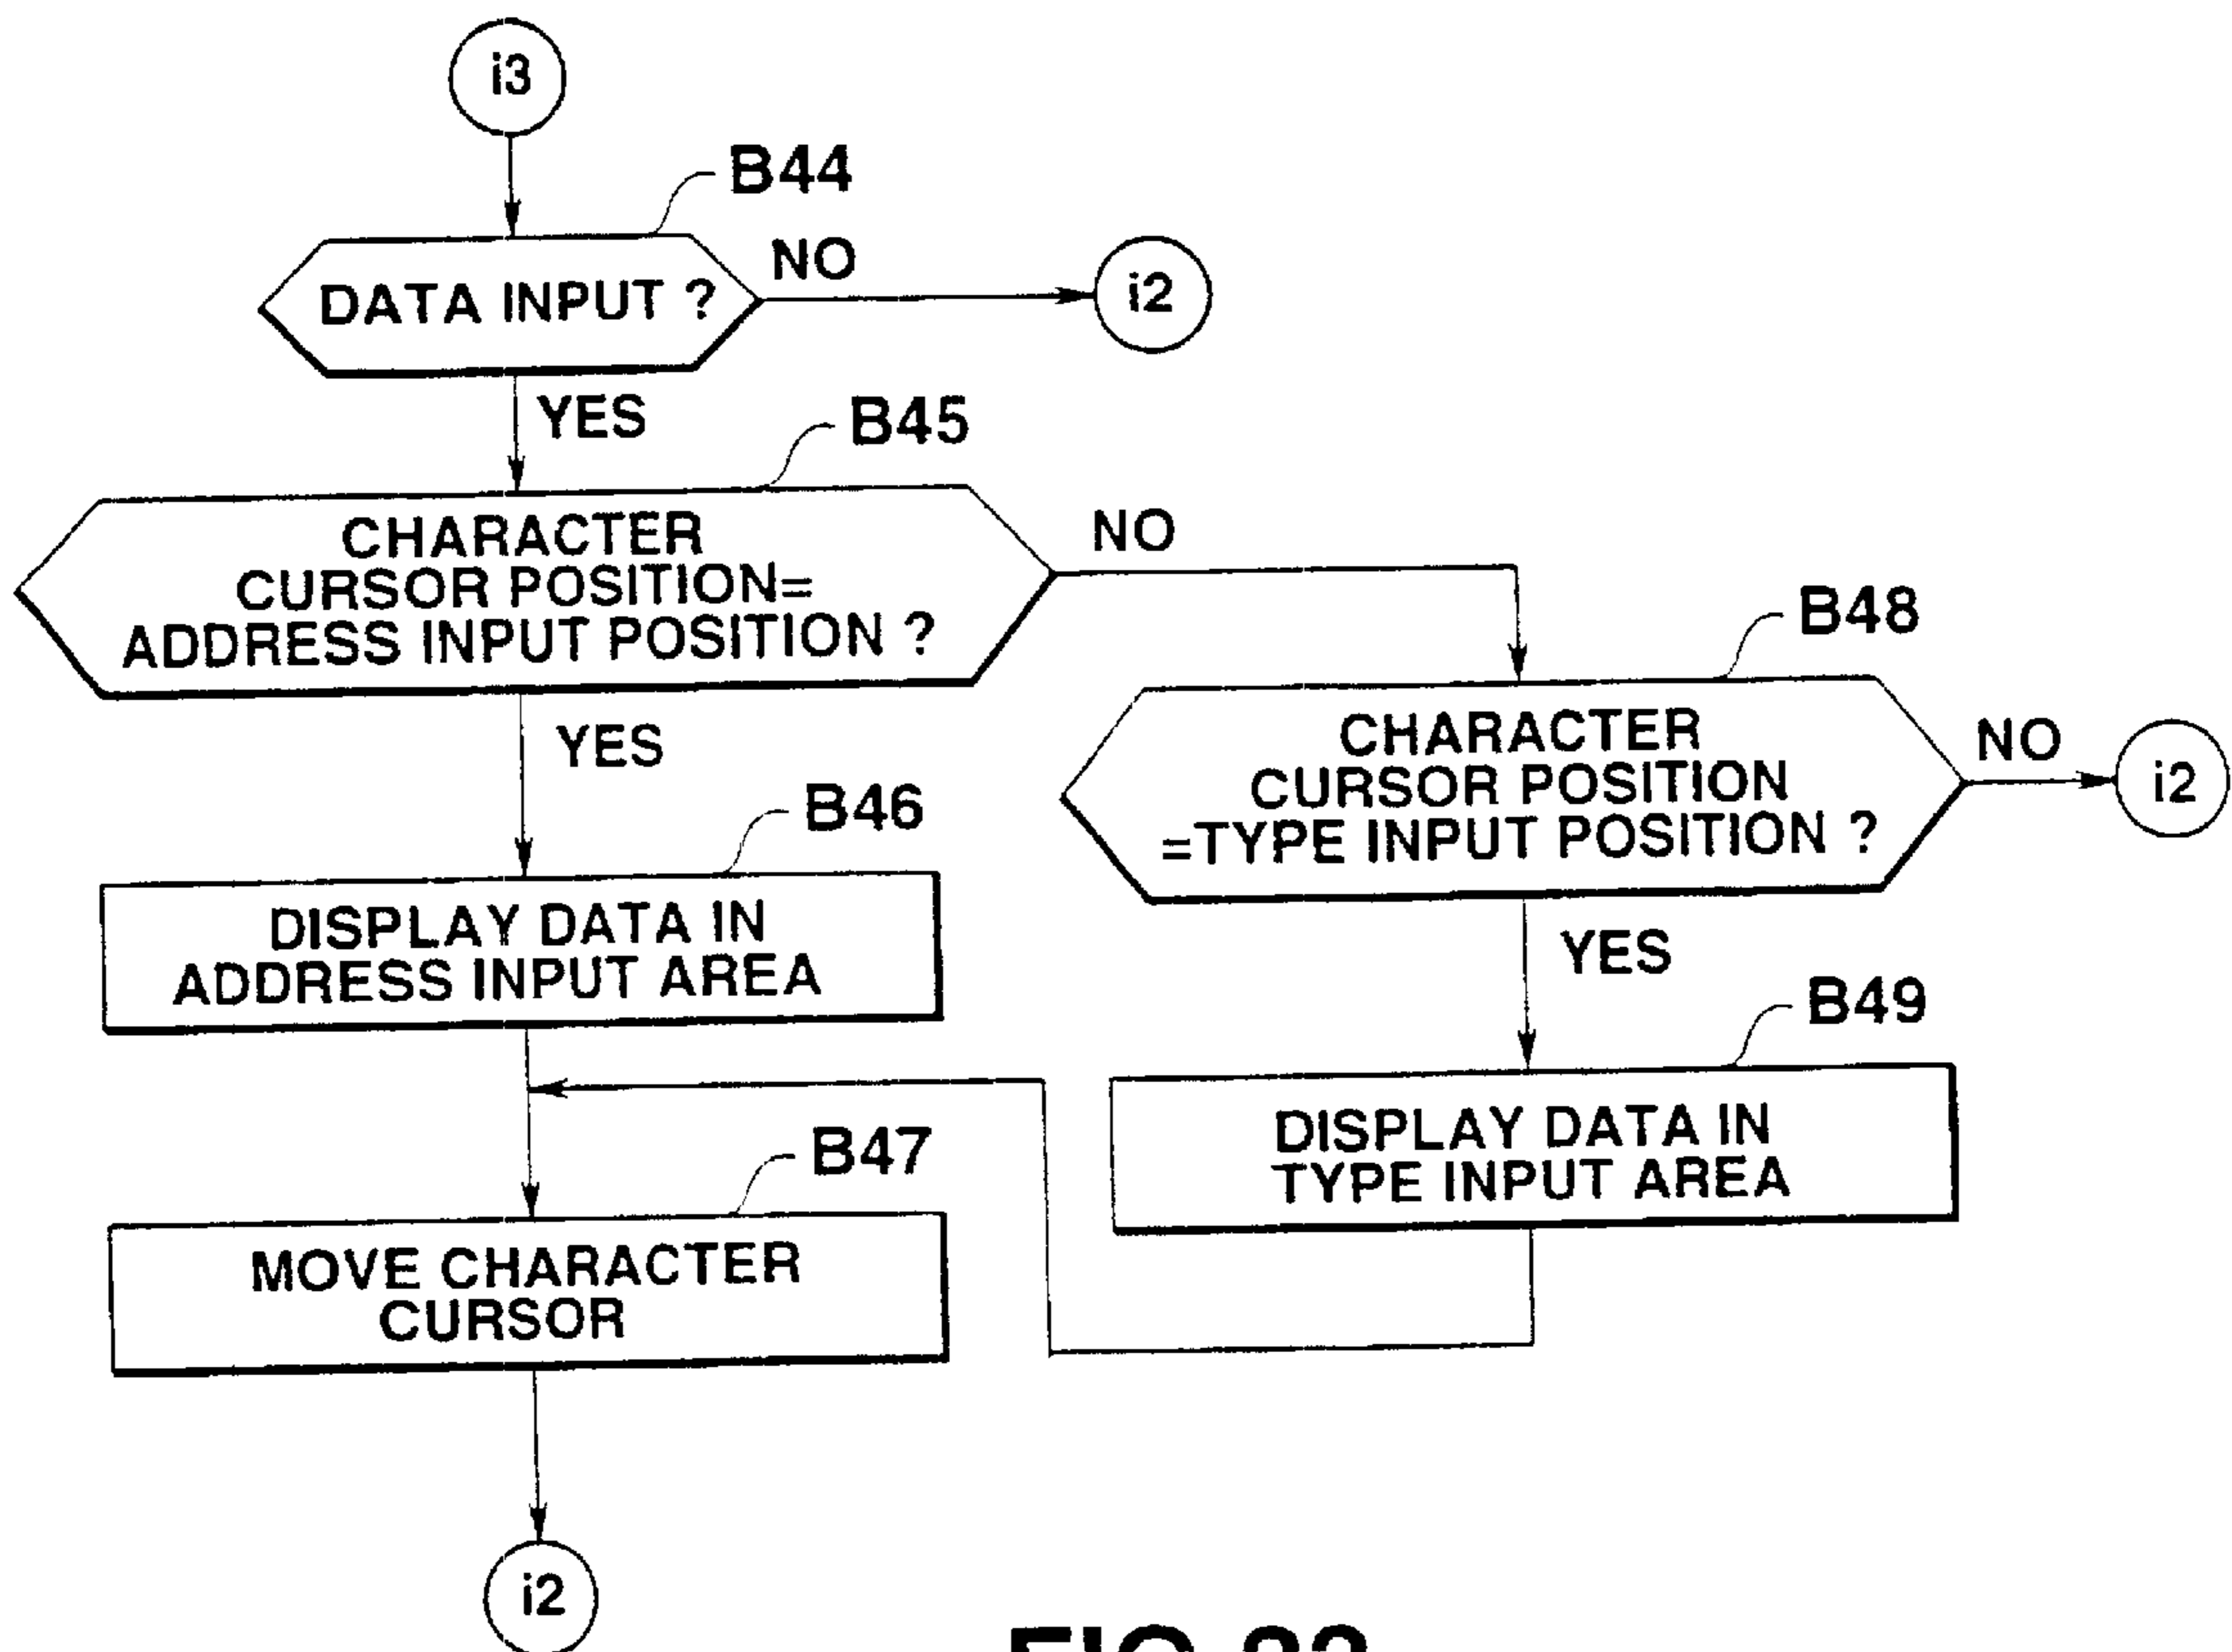 i3
B44
DATA INPUT ?
NO
i2
YES
B45
CHARACTER
CURSOR POSITION=
ADDRESS INPUT POSITION ?
NO
B48
CHARACTER
CURSOR POSITION
=TYPE INPUT POSITION ?
NO
i2
YES
B46
DISPLAY DATA IN
ADDRESS INPUT AREA
YES
B49
DISPLAY DATA IN
TYPE INPUT AREA
B47
MOVE CHARACTER
CURSOR
i2